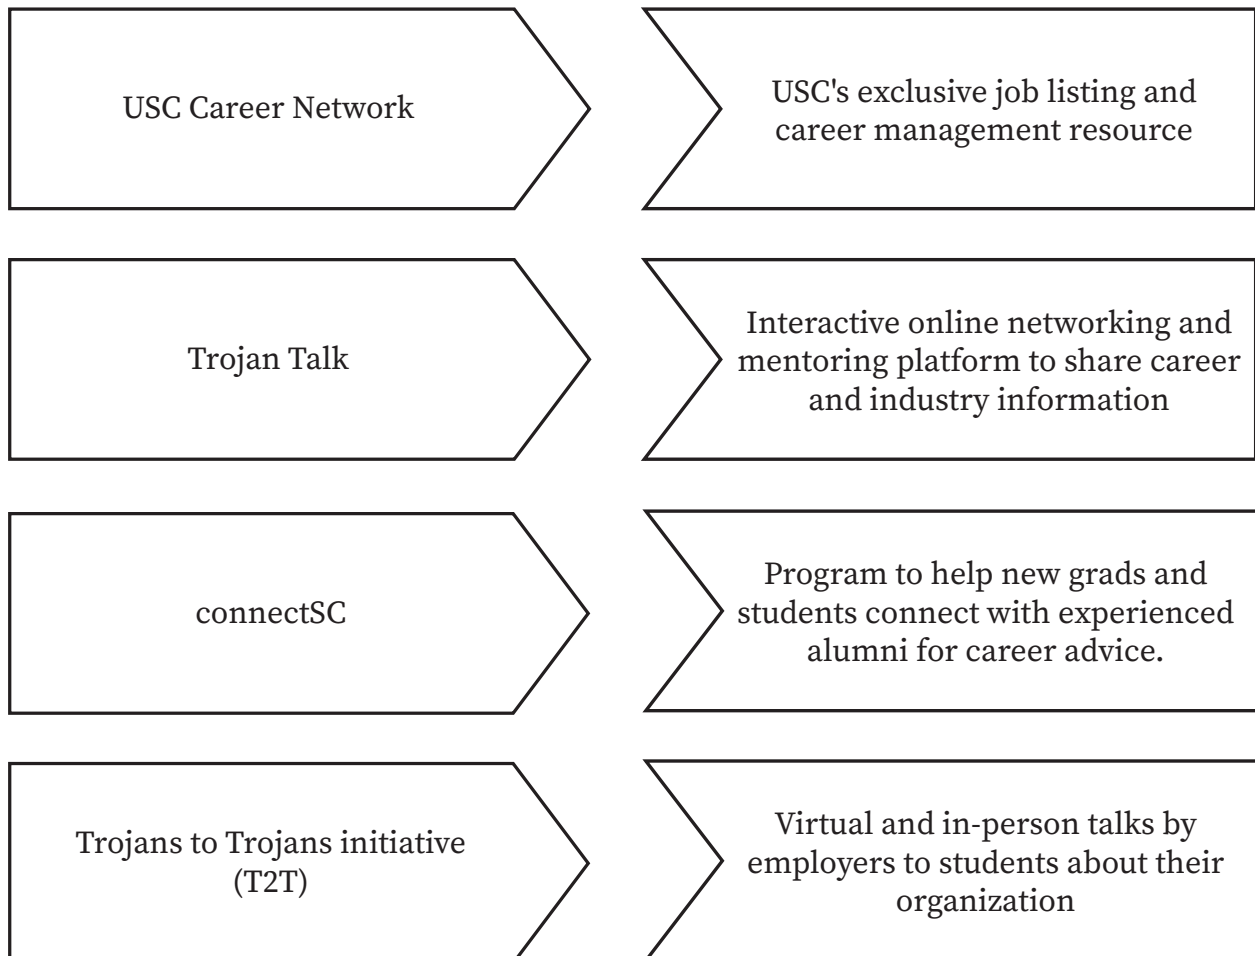 USC Career Network
USC's exclusive job listing and
career management resource
Trojan Talk
Interactive online networking and
mentoring platform to share career
and industry information
connectSC
Program to help new grads and
students connect with experienced
alumni for career advice.
Trojans to Trojans initiative
(T2T)
Virtual and in-person talks by
employers to students about their
organization